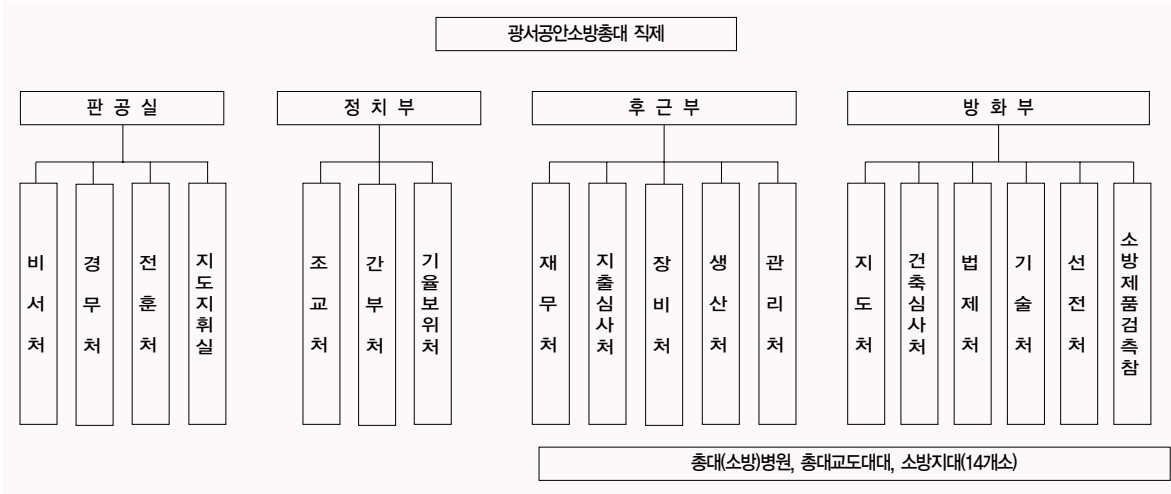 광서공안소방총대 직제
판 공 실
정 치 부
후 근 부
방 화 부
비서처
경무처
전훈처
지도지휘실
조교처
간부처
기율보위처
재무처
지출심사처
장비처
생산처
관리처
지도처
건축심사처
법제처
기술처
선전처
소방제품검측참
총대(소방)병원, 총대교도대대, 소방지대(14개소)